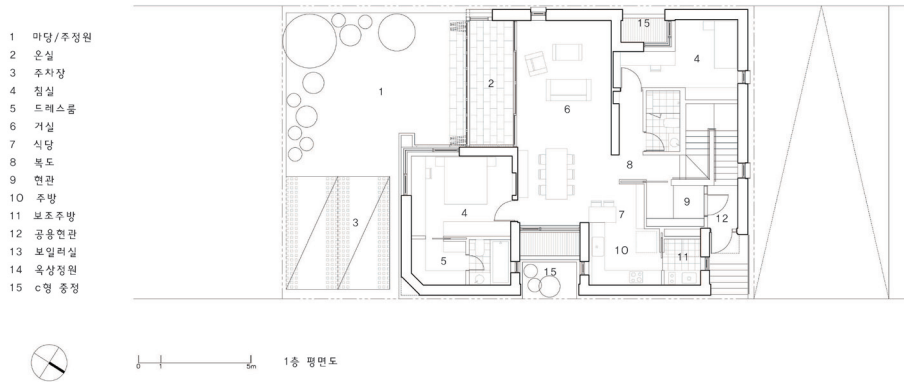 1 마당/주정원
2 온실
3 주차장
4 침실
5 드레스룸
6 거실
7 식당
8 복도
9 현관
10 주방
11 보조주방
12 공용현관
13 보일러실
14 옥상정원
15 c형 중정
15
4
1
2
6
8
4
7
9
12
3
10
5
15
11
0 1 5m
1층 평면도